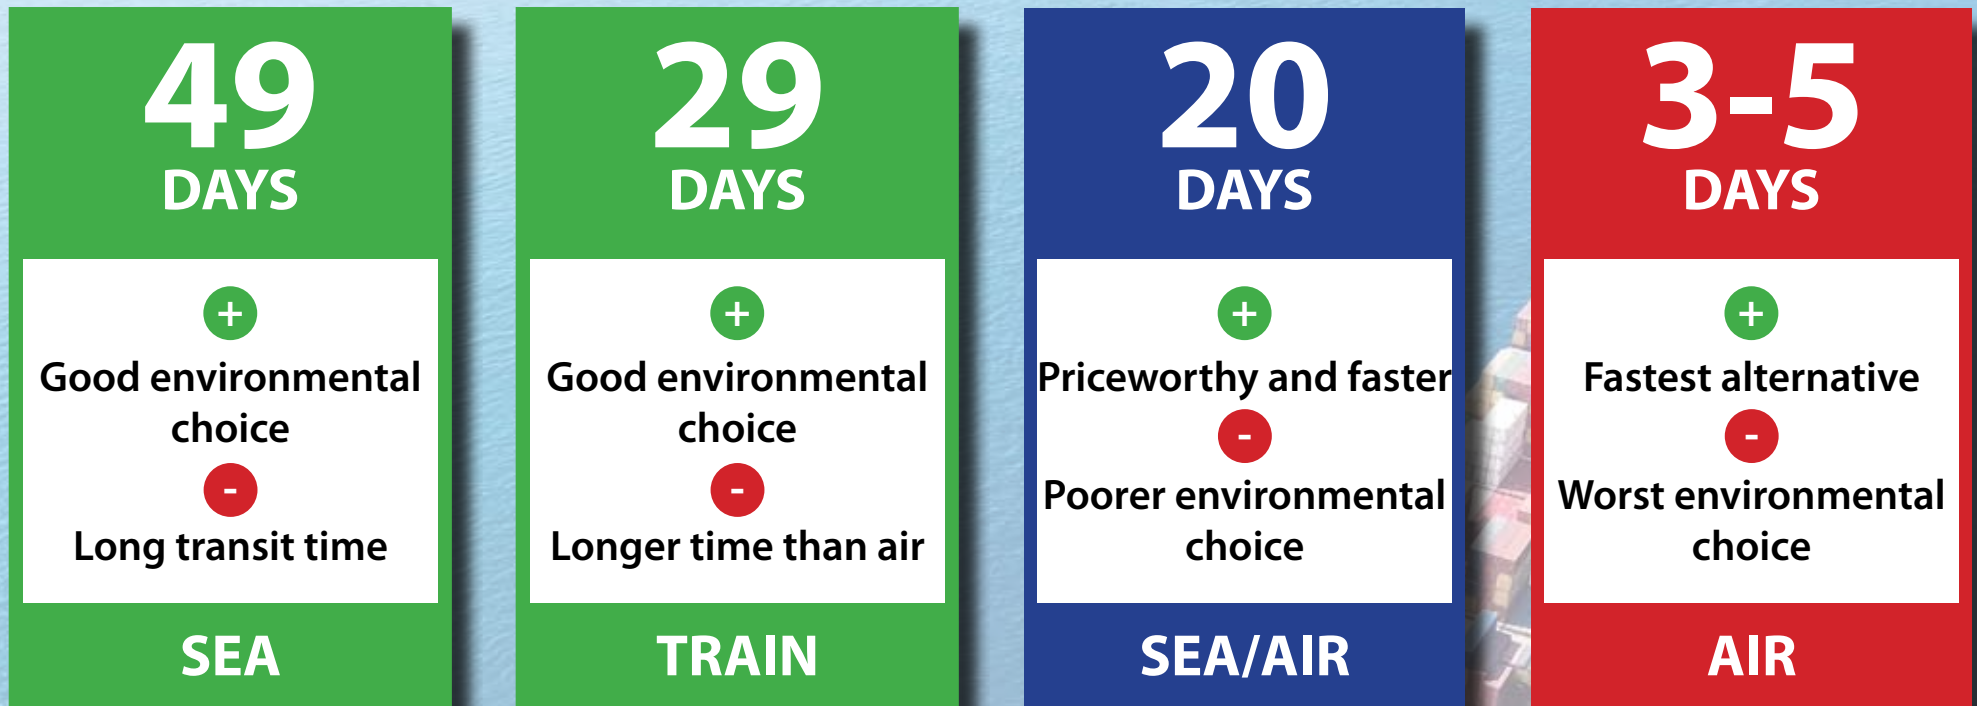 49
DAYS
+
Good environmental
choice
-
Long transit time
SEA
29
DAYS
+
Good environmental
choice
-
Longer time than air
TRAIN
20
DAYS
+
Priceworthy and faster
-
Poorer environmental
choice
SEA/AIR
3-5
DAYS
+
Fastest alternative
-
Worst environmental
choice
AIR